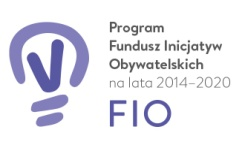 Program
Fundusz Inicjatyw
Obywatelskich
na lata 2014-2020
FIO